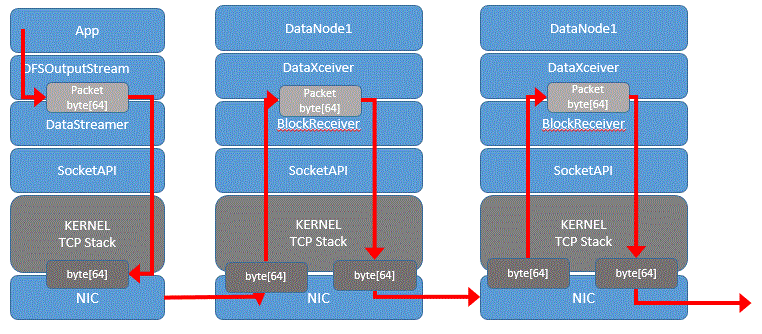 App
DFSOutputStream
Packet
byte[64]
DataStreamer
SocketAPI
KERNEL
TCP Stack
byte[64]
NIC
DataNode1
DataXceiver
Packet
byte[64]
BlockReceiver
SocketAPI
KERNEL
TCP Stack
byte[64]
byte[64]
NIC
DataNode1
DataXceiver
Packet
byte[64]
BlockReceiver
SocketAPI
KERNEL
TCP Stack
byte[64]
byte[64]
NIC